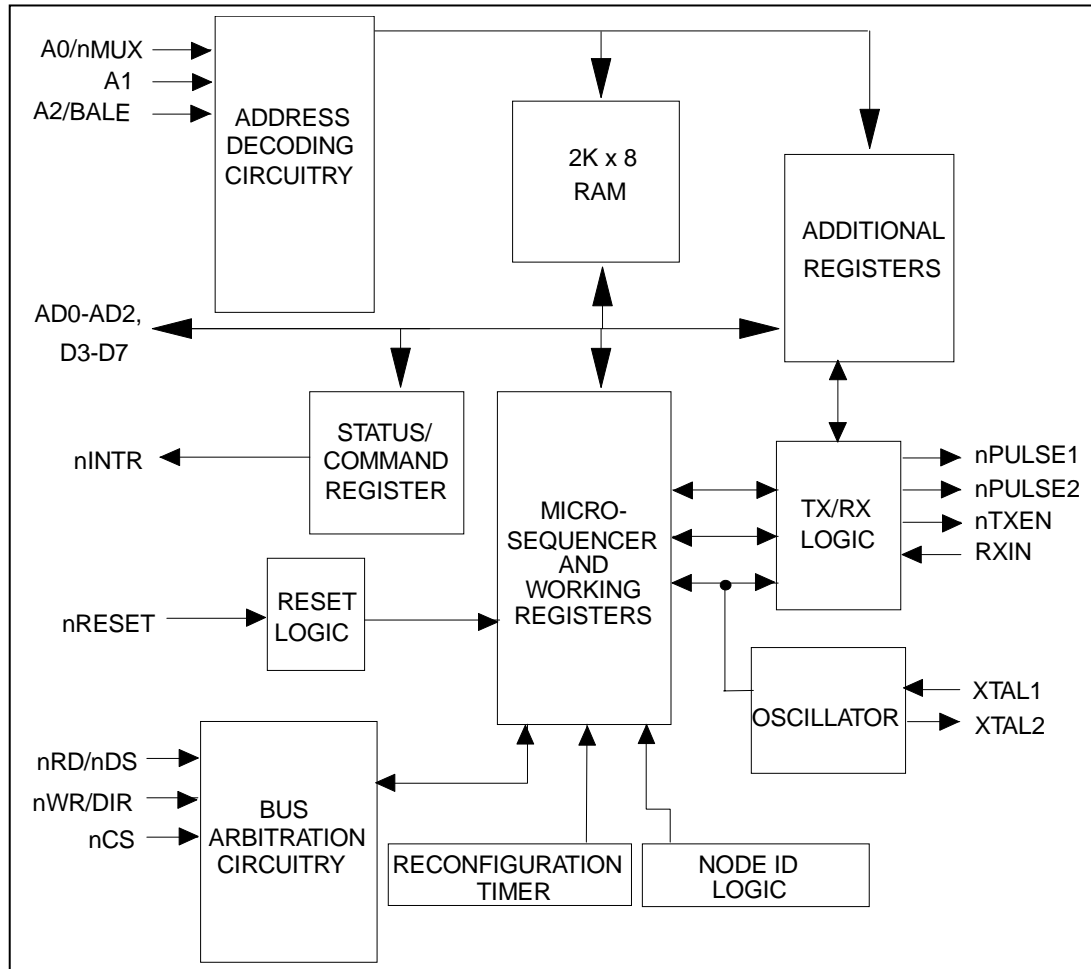 A0/nMUX
A1
A2/BALE
ADDRESS
DECODING
CIRCUITRY
2K x 8
RAM
ADDITIONAL
REGISTERS
AD0-AD2,
D3-D7
nINTR
STATUS/
COMMAND
REGISTER
MICRO-
SEQUENCER
AND
WORKING
REGISTERS
TX/RX
LOGIC
nPULSE1
nPULSE2
nTXEN
RXIN
nRESET
RESET
LOGIC
OSCILLATOR
XTAL1
XTAL2
nRD/nDS
nWR/DIR
nCS
BUS
ARBITRATION
CIRCUITRY
RECONFIGURATION
TIMER
NODE ID
LOGIC